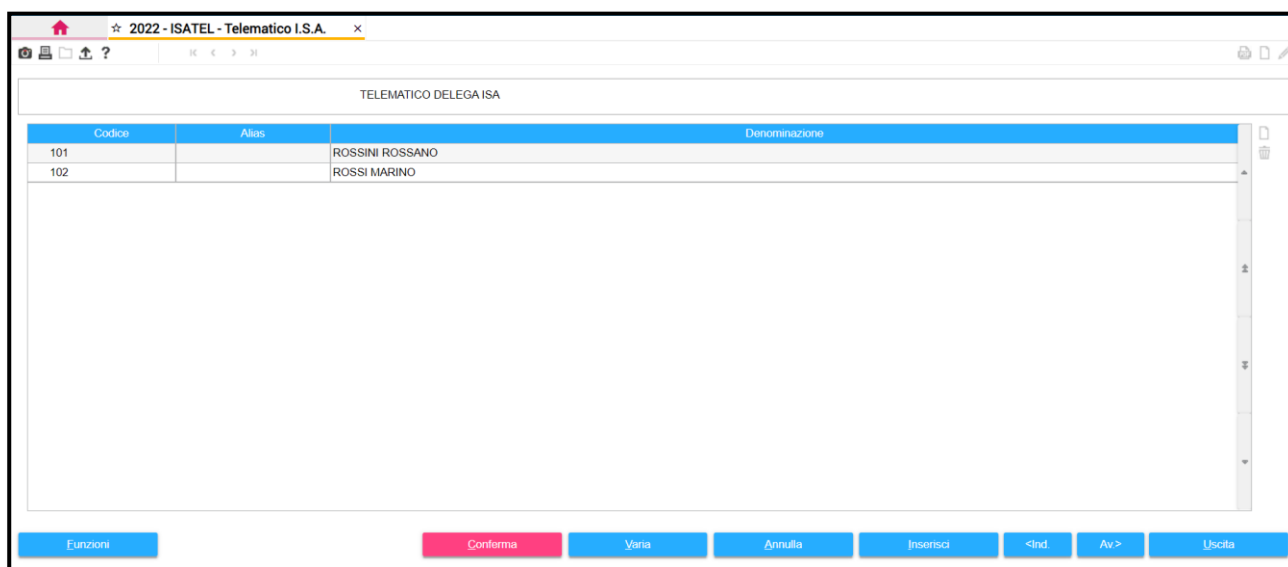 ☆ 2022 - ISATEL - Telematico I.S.A. ×
?
TELEMATICO DELEGA ISA
Codice Alias Denominazione
101 ROSSINI ROSSANO
102 ROSSI MARINO
Funzioni Conferma Varia Annulla Inserisci <Ind. Av.> Uscita